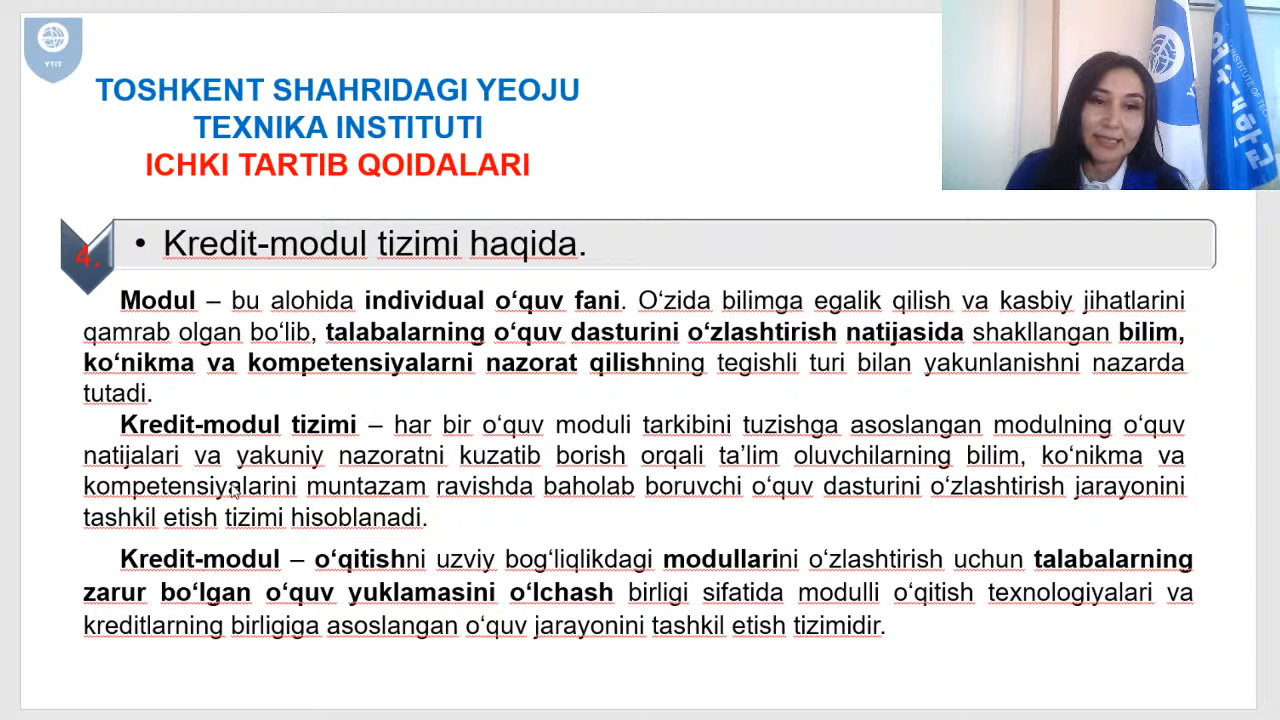 YTIT
TOSHKENT SHAHRIDAGI YEOJU
TEXNIKA INSTITUTI
ICHKI TARTIB QOIDALARI
4.
• Kredit-modul tizimi haqida.
Modul – bu alohida individual o‘quv fani. O‘zida bilimga egalik qilish va kasbiy jihatlarini
qamrab olgan bo‘lib, talabalarning o‘quv dasturini o‘zlashtirish natijasida shakllangan bilim,
ko‘nikma va kompetensiyalarni nazorat qilishning tegishli turi bilan yakunlanishni nazarda
tutadi.
Kredit-modul tizimi – har bir o‘quv moduli tarkibini tuzishga asoslangan modulning o‘quv
natijalari va yakuniy nazoratni kuzatib borish orqali ta’lim oluvchilarning bilim, ko‘nikma va
kompetensiyalarini muntazam ravishda baholab boruvchi o‘quv dasturini o‘zlashtirish jarayonini
tashkil etish tizimi hisoblanadi.
Kredit-modul – o‘qitishni uzviy bog‘liqlikdagi modullarini o‘zlashtirish uchun talabalarning
zarur bo‘lgan o‘quv yuklamasini o‘lchash birligi sifatida modulli o‘qitish texnologiyalari va
kreditlarning birligiga asoslangan o‘quv jarayonini tashkil etish tizimidir.